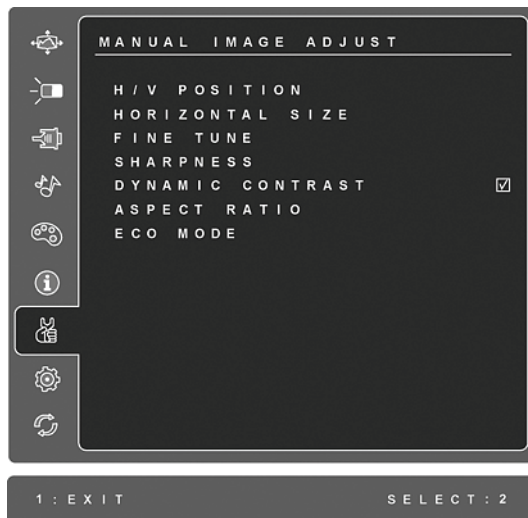 MANUAL IMAGE ADJUST
H/V POSITION
HORIZONTAL SIZE
FINE TUNE
SHARPNESS
DYNAMIC CONTRAST
ASPECT RATIO
ECO MODE
1:EXIT SELECT:2